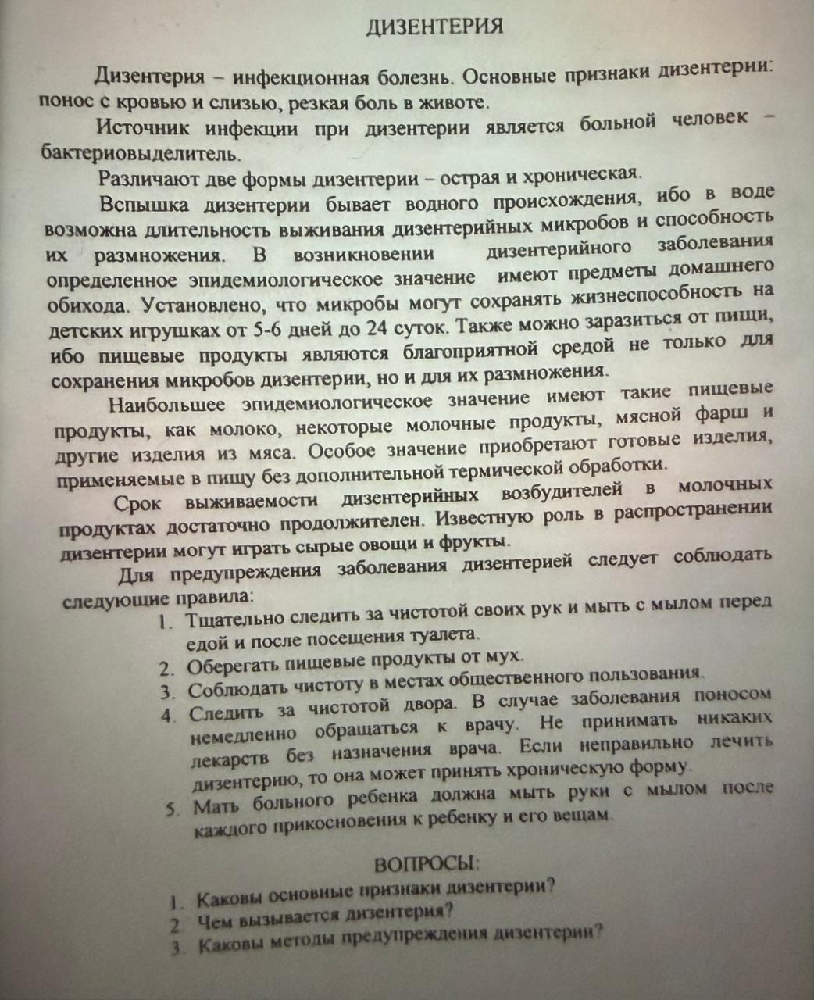 ДИЗЕНТЕРИЯ
Дизентерия – инфекционная болезнь. Основные признаки дизентерии:
понос с кровью и слизью, резкая боль в животе.
Источник инфекции при дизентерии является больной человек –
бактериовыделитель.
Различают две формы дизентерии – острая и хроническая.
Вспышка дизентерии бывает водного происхождения, ибо в воде
возможна длительность выживания дизентерийных микробов и способность
их размножения. В возникновении дизентерийного заболевания
определенное эпидемиологическое значение имеют предметы домашнего
обихода. Установлено, что микробы могут сохранять жизнеспособность на
детских игрушках от 5-6 дней до 24 суток. Также можно заразиться от пищи,
ибо пищевые продукты являются благоприятной средой не только для
сохранения микробов дизентерии, но и для их размножения.
Наибольшее эпидемиологическое значение имеют такие пищевые
продукты, как молоко, некоторые молочные продукты, мясной фарш и
другие изделия из мяса. Особое значение приобретают готовые изделия,
применяемые в пищу без дополнительной термической обработки.
Срок выживаемости дизентерийных возбудителей в молочных
продуктах достаточно продолжителен. Известную роль в распространении
дизентерии могут играть сырые овощи и фрукты.
Для предупреждения заболевания дизентерией следует соблюдать
следующие правила:
1. Тщательно следить за чистотой своих рук и мыть с мылом перед
едой и после посещения туалета.
2. Оберегать пищевые продукты от мух.
3. Соблюдать чистоту в местах общественного пользования.
4. Следить за чистотой двора. В случае заболевания поносом
немедленно обращаться к врачу. Не принимать никаких
лекарств без назначения врача. Если неправильно лечить
дизентерию, то она может принять хроническую форму.
5. Мать больного ребенка должна мыть руки с мылом после
каждого прикосновения к ребенку и его вещам.
ВОПРОСЫ:
1. Каковы основные признаки дизентерии?
2. Чем вызывается дизентерия?
3. Каковы методы предупреждения дизентерии?